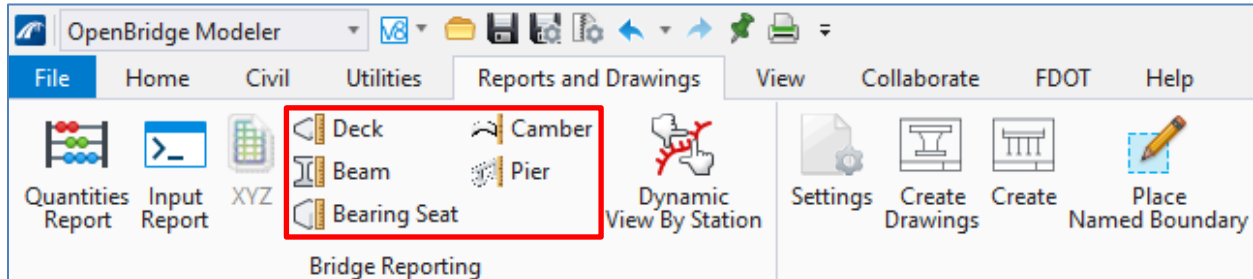 OpenBridge Modeler
V8
File Home Civil Utilities Reports and Drawings View Collaborate FDOT Help
Quantities Report
Input Report
XYZ
Deck
Beam
Bearing Seat
Camber
Pier
Dynamic
View By Station
Settings
Create
Drawings
Create
Place
Named Boundary
Bridge Reporting